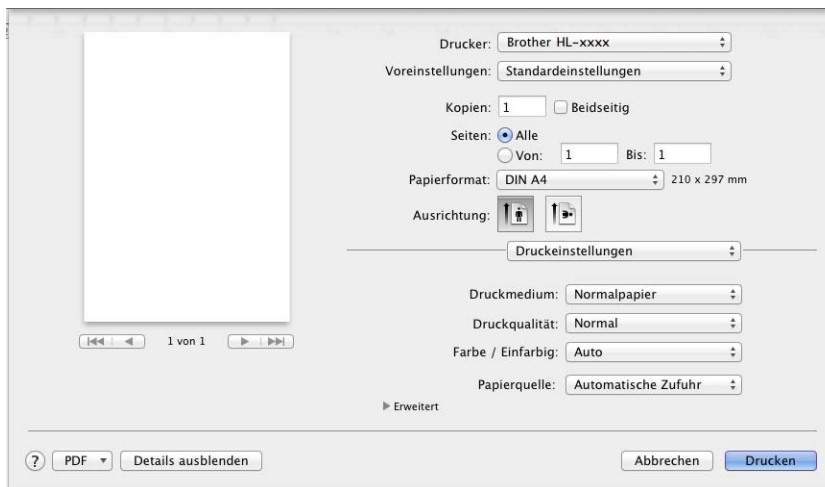 Drucker: Brother HL-xxxx
Voreinstellungen: Standardeinstellungen
Kopien: 1 Beidseitig
Seiten: Alle
Von: 1 Bis: 1
Papierformat: DIN A4 210 x 297 mm
Ausrichtung:
Druckeinstellungen
Druckmedium: Normalpapier
Druckqualität: Normal
1 von 1
Farbe / Einfarbig: Auto
Papierquelle: Automatische Zufuhr
Erweitert
? PDF Details ausblenden Abbrechen Drucken